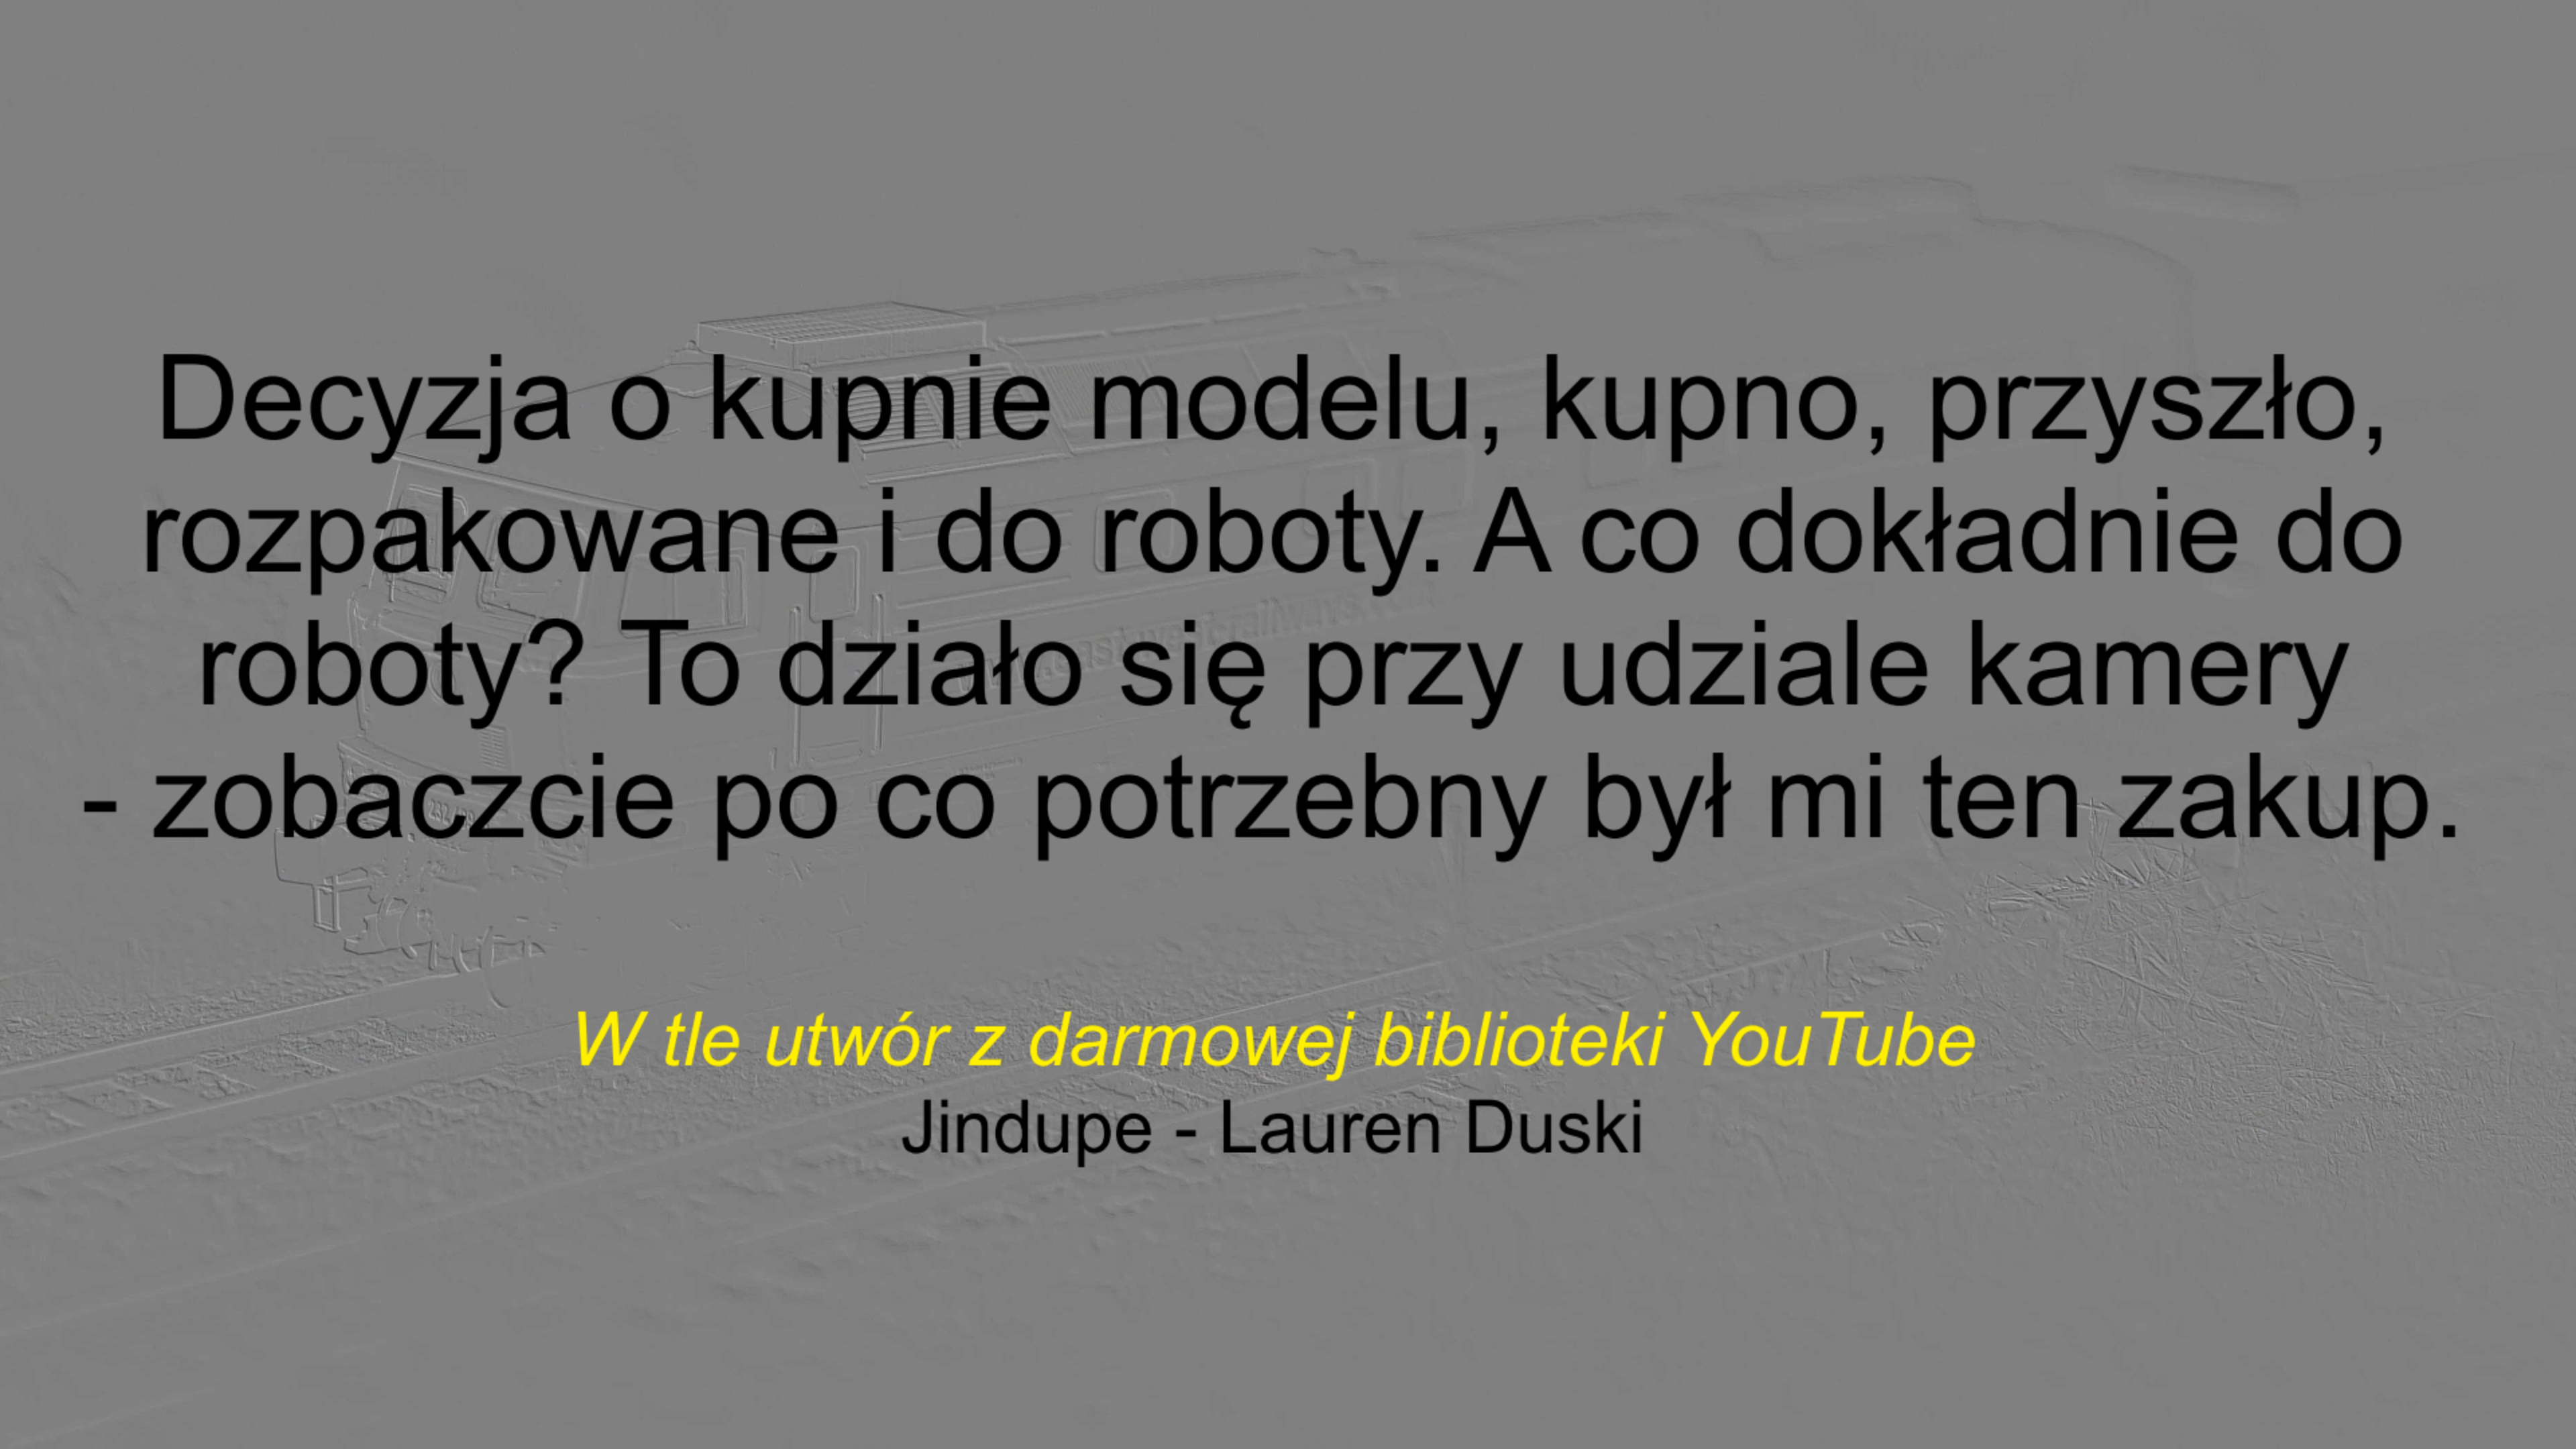 Decyzja o kupnie modelu, kupno, przyszło,
rozpakowane i do roboty. A co dokładnie do
roboty? To działo się przy udziale kamery
- zobaczcie po co potrzebny był mi ten zakup.
W tle utwór z darmowej biblioteki YouTube
Jindupe - Lauren Duski